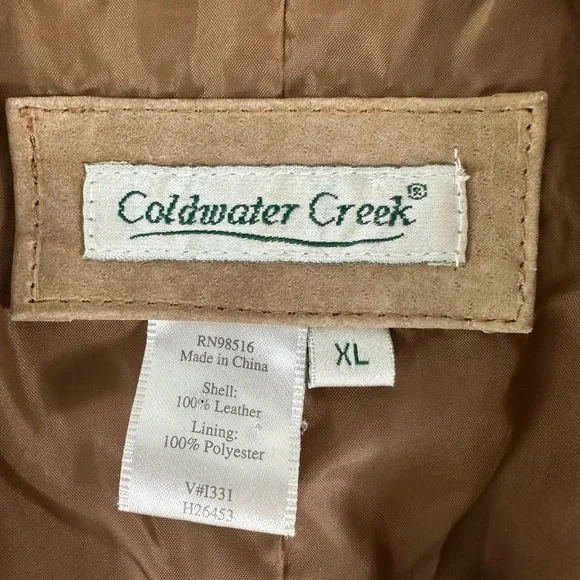 Coldwater Creek®
RN98516
Made in China
XL
Shell:
100% Leather
Lining:
100% Polyester
V#I331
H26453